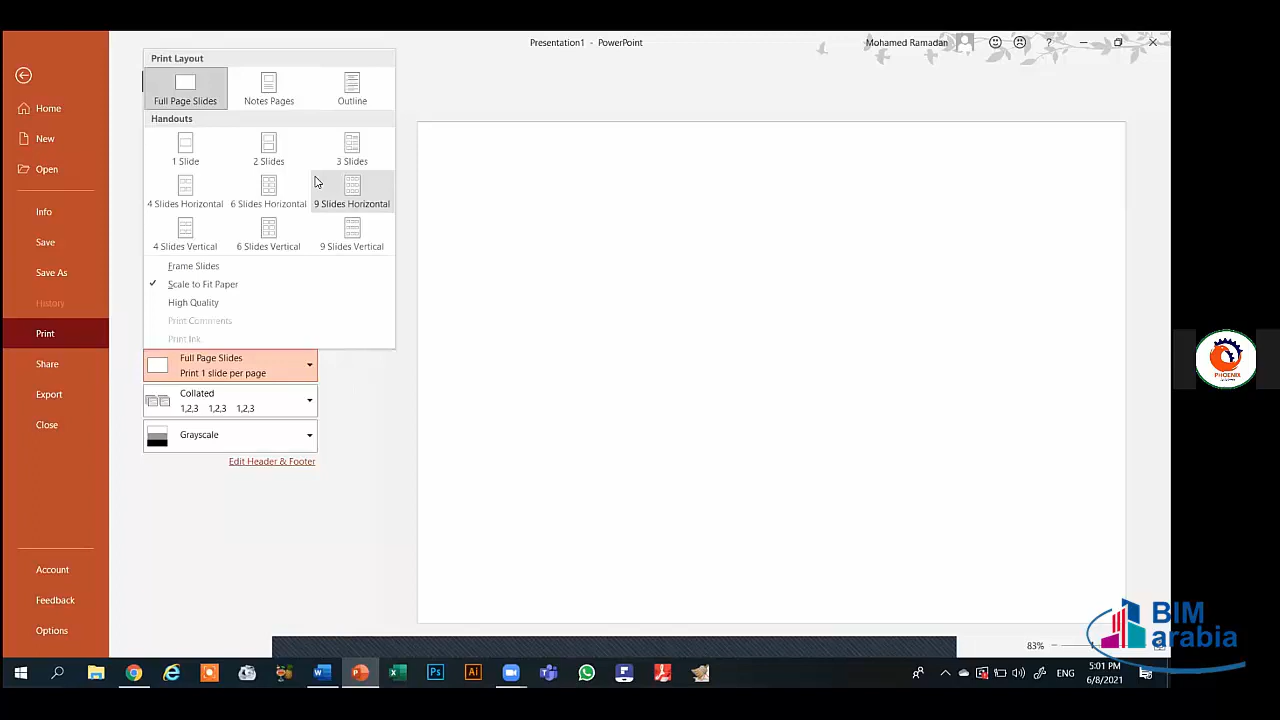 Presentation1 - PowerPoint
Mohamed Ramadan
?
Home
New
Open
Info
Save
Save As
History
Print
Share
Export
Close
Account
Feedback
Options
Print Layout
Full Page Slides
Notes Pages
Outline
Handouts
1 Slide
2 Slides
3 Slides
4 Slides Horizontal
6 Slides Horizontal
9 Slides Horizontal
4 Slides Vertical
6 Slides Vertical
9 Slides Vertical
Frame Slides
Scale to Fit Paper
High Quality
Print Comments
Print Ink
Full Page Slides
Print 1 slide per page
Collated
1,2,3 1,2,3 1,2,3
Grayscale
Edit Header & Footer
83%
PHOENIX
BIM
arabia
Ps
Ai
ENG
5:01 PM
6/8/2021